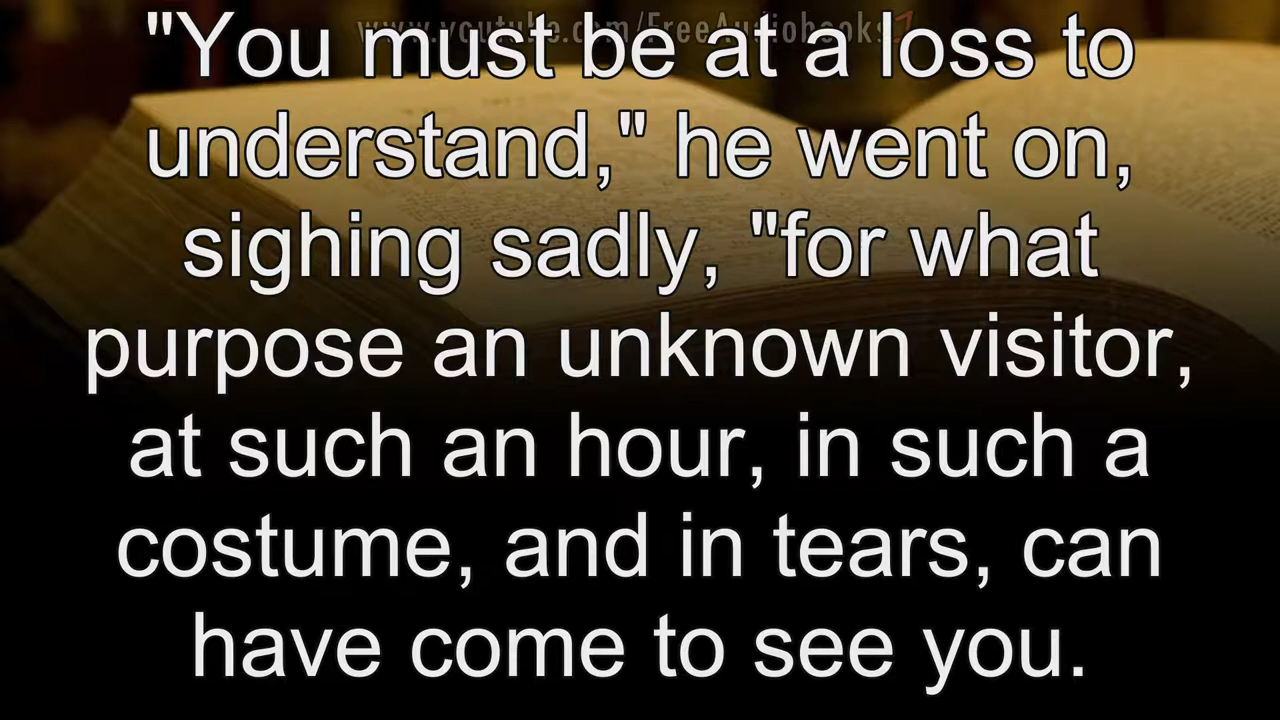 www.youtube.com/FreeAudiobooks
"You must be at a loss to
understand," he went on,
sighing sadly, "for what
purpose an unknown visitor,
at such an hour, in such a
costume, and in tears, can
have come to see you.